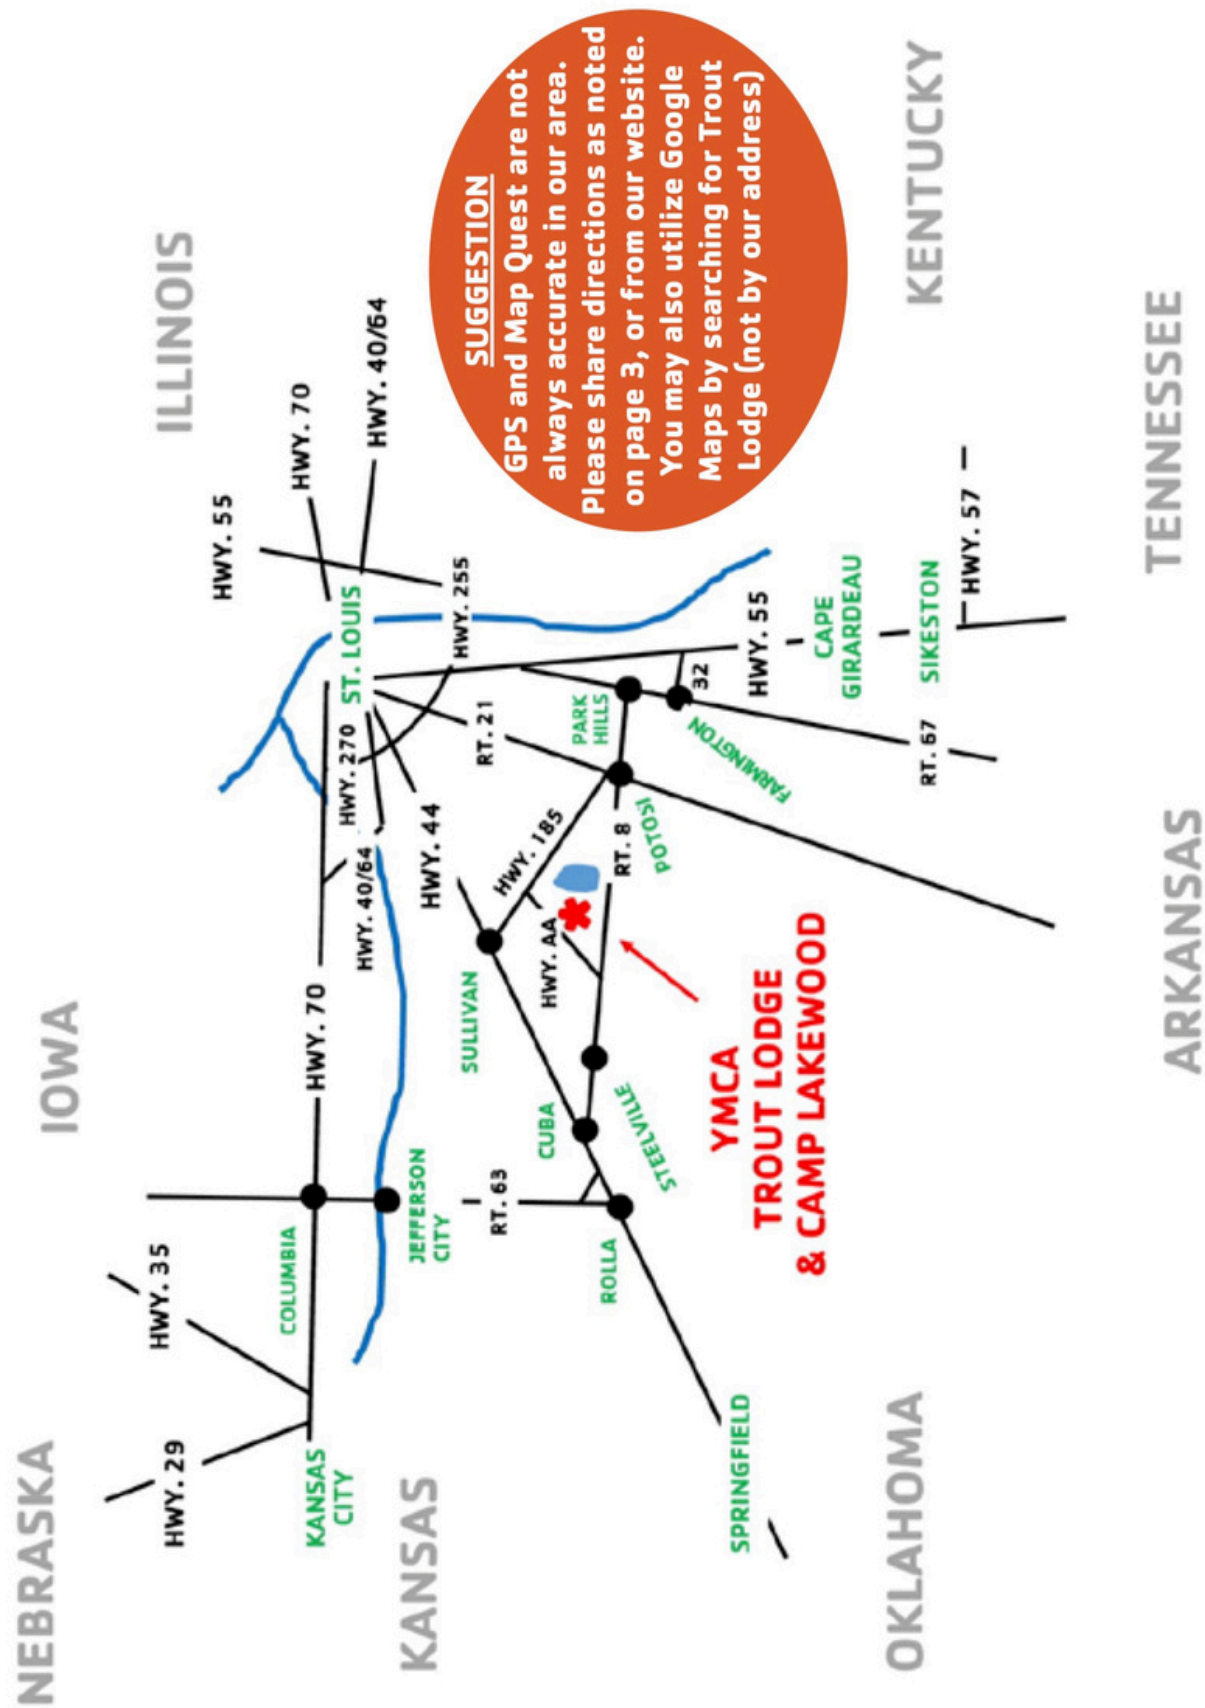 NEBRASKA
IOWA
ILLINOIS
HWY. 29
HWY. 35
HWY. 55
HWY. 70
HWY. 40/64
KANSAS
CITY
COLUMBIA
HWY. 70
HWY. 270
ST. LOUIS
HWY. 40/64
KANSAS
JEFFERSON
CITY
HWY. 44
HWY. 255
RT. 63
SULLIVAN
RT. 21
HWY. 185
HWY. AA
CUBA
PARK
HILLS
ROLLA
STEELVILLE
RT. 8
POTOSI
32
FARMINGTON
SPRINGFIELD
HWY. 55
CAPE
GIRARDEAU
RT. 67
SIKESTON
HWY. 57
YMCA
TROUT LODGE
& CAMP LAKEWOOD
SUGGESTION
GPS and Map Quest are not
always accurate in our area.
Please share directions as noted
on page 3, or from our website.
You may also utilize Google
Maps by searching for Trout
Lodge (not by our address)
OKLAHOMA
KENTUCKY
TENNESSEE
ARKANSAS